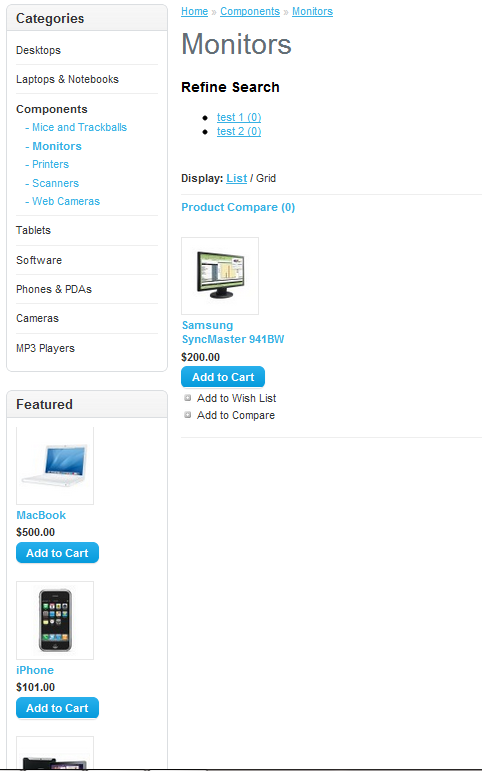 Categories
Desktops
Laptops & Notebooks
Components
- Mice and Trackballs
- Monitors
- Printers
- Scanners
- Web Cameras
Tablets
Software
Phones & PDAs
Cameras
MP3 Players
Featured
MacBook
$500.00
Add to Cart
iPhone
$101.00
Add to Cart
Home » Components » Monitors
Monitors
Refine Search
test 1 (0)
test 2 (0)
Display: List / Grid
Product Compare (0)
Samsung
SyncMaster 941BW
$200.00
Add to Cart
Add to Wish List
Add to Compare